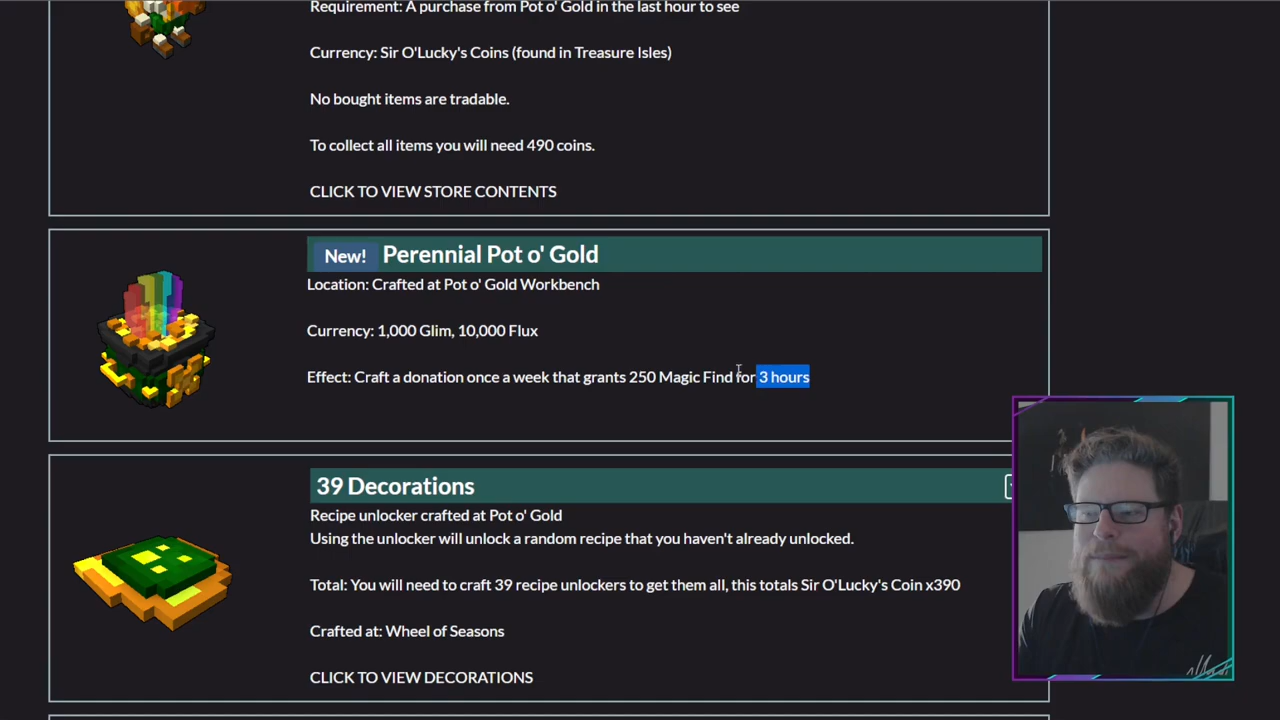 Requirement: A purchase from Pot o' Gold in the last hour to see
Currency: Sir O'Lucky's Coins (found in Treasure Isles)
No bought items are tradable.
To collect all items you will need 490 coins.
CLICK TO VIEW STORE CONTENTS
New! Perennial Pot o' Gold
Location: Crafted at Pot o' Gold Workbench
Currency: 1,000 Glim, 10,000 Flux
Effect: Craft a donation once a week that grants 250 Magic Find for 3 hours
39 Decorations
Recipe unlocker crafted at Pot o' Gold
Using the unlocker will unlock a random recipe that you haven't already unlocked.
Total: You will need to craft 39 recipe unlockers to get them all, this totals Sir O'Lucky's Coin x390
Crafted at: Wheel of Seasons
CLICK TO VIEW DECORATIONS